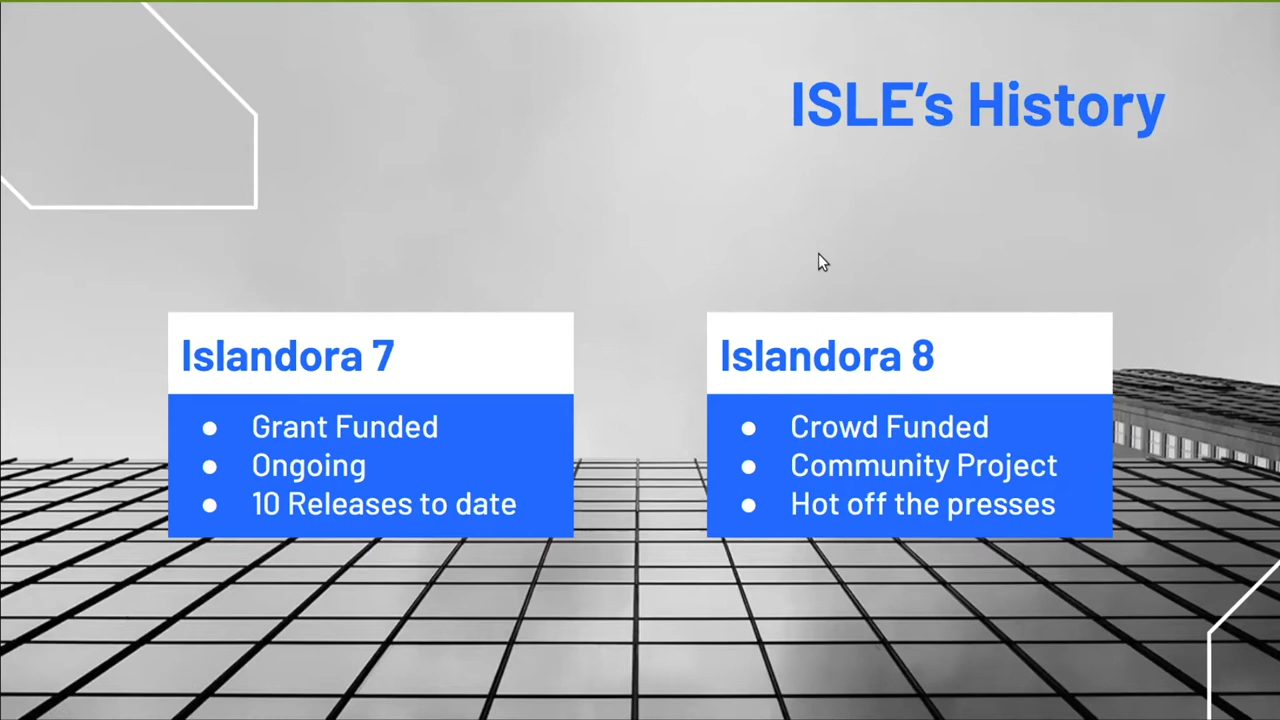 ISLE’s History
Islandora 7
● Grant Funded
● Ongoing
● 10 Releases to date
Islandora 8
● Crowd Funded
● Community Project
● Hot off the presses